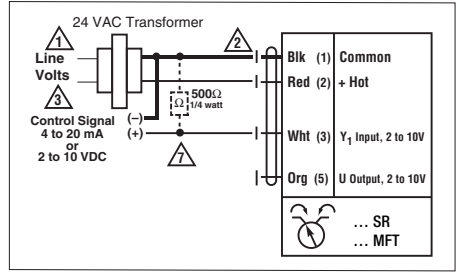 24 VAC Transformer
1
Line
Volts
3
2
Blk (1) Common
Red (2) + Hot
Ω 500Ω
1/4 watt
Control Signal (–)
4 to 20 mA (+)
or
2 to 10 VDC
7
Wht (3) Y1 Input, 2 to 10V
Org (5) U Output, 2 to 10V
... SR
... MFT